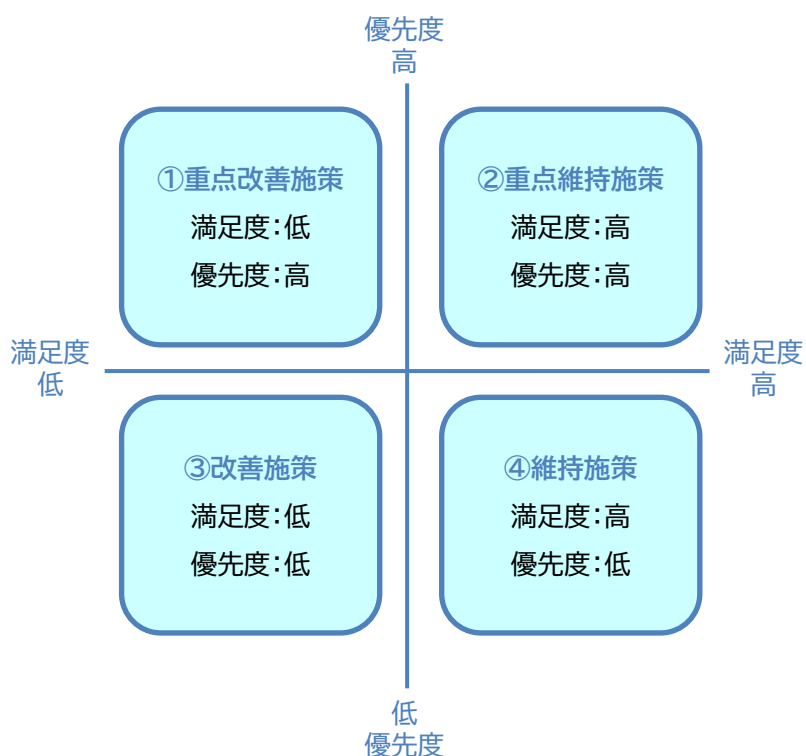 優先度
高
①重点改善施策
満足度：低
優先度：高
②重点維持施策
満足度：高
優先度：高
満足度
低
満足度
高
③改善施策
満足度：低
優先度：低
④維持施策
満足度：高
優先度：低
低
優先度